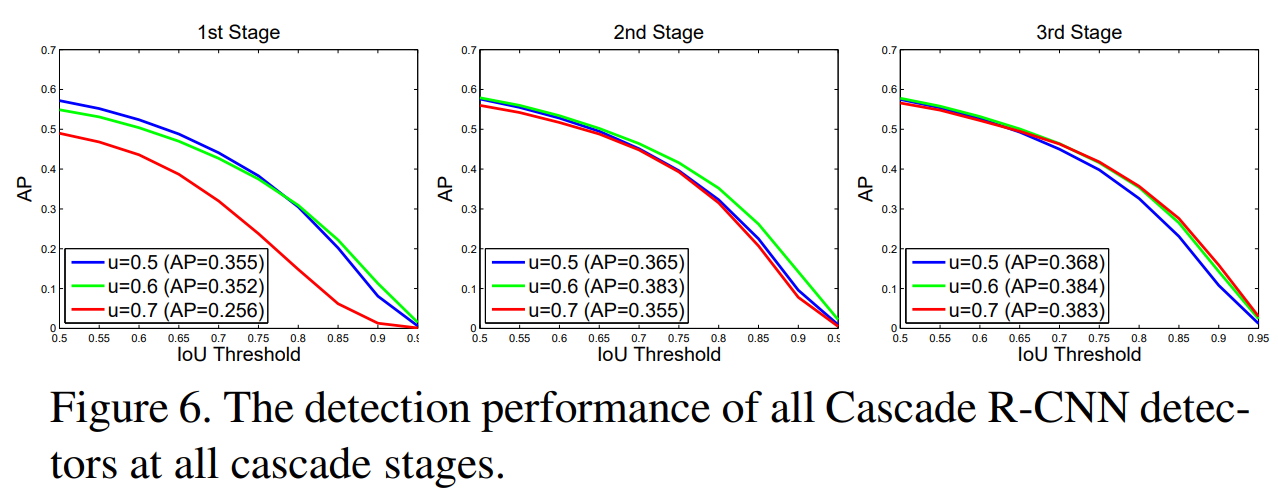 1st Stage
0.7
0.6
0.5
0.4
0.3
0.2
0.1
0
AP
u=0.5 (AP=0.355)
u=0.6 (AP=0.352)
u=0.7 (AP=0.256)
0.5 0.55 0.6 0.65 0.7 0.75 0.8 0.85 0.9 0.9
IoU Threshold
2nd Stage
0.7
0.6
0.5
0.4
0.3
0.2
0.1
0
AP
u=0.5 (AP=0.365)
u=0.6 (AP=0.383)
u=0.7 (AP=0.355)
0.5 0.55 0.6 0.65 0.7 0.75 0.8 0.85 0.9 0.9
IoU Threshold
3rd Stage
0.7
0.6
0.5
0.4
0.3
0.2
0.1
0
AP
u=0.5 (AP=0.368)
u=0.6 (AP=0.384)
u=0.7 (AP=0.383)
0.5 0.55 0.6 0.65 0.7 0.75 0.8 0.85 0.9 0.95
IoU Threshold
Figure 6. The detection performance of all Cascade R-CNN detec-
tors at all cascade stages.